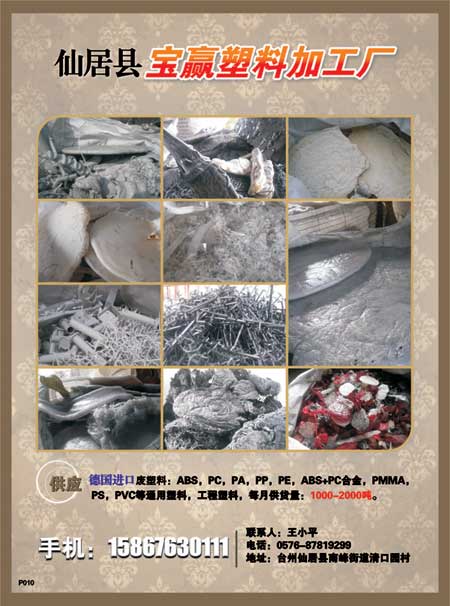 仙居县 宝赢塑料加工厂
供应 德国进口废塑料：ABS，PC，PA，PP，PE，ABS+PC合金，PMMA，
PS，PVC等通用塑料，工程塑料，每月供货量：1000-2000吨。
手机：15867630111
联系人：王小平
电话：0576-87819299
地址：台州仙居县南峰街道清口园村
P010